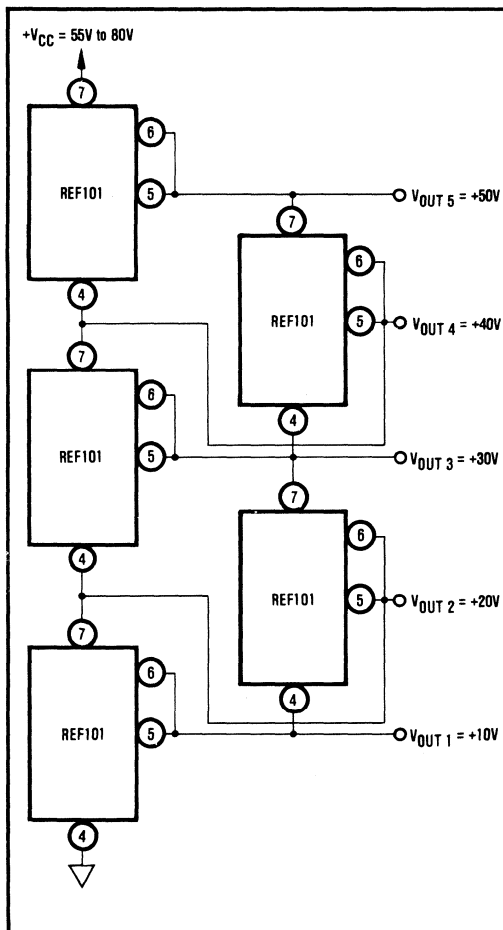 +VCC = 55V to 80V
7
6
REF101
5
VOUT 5 = +50V
7
4
6
REF101
5
VOUT 4 = +40V
7
6
4
REF101
5
VOUT 3 = +30V
7
6
4
REF101
5
VOUT 2 = +20V
7
6
4
REF101
5
VOUT 1 = +10V
4